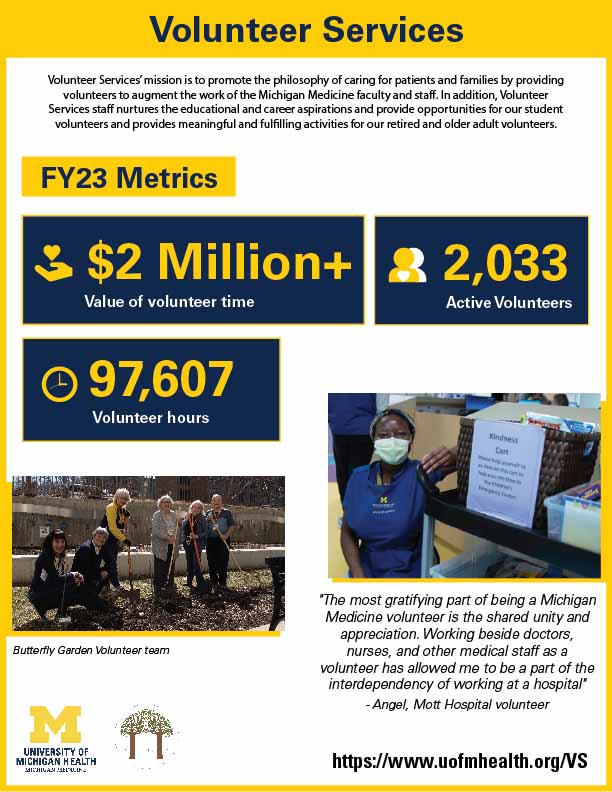 Volunteer Services
Volunteer Services' mission is to promote the philosophy of caring for patients and families by providing
volunteers to augment the work of the Michigan Medicine faculty and staff. In addition, Volunteer
Services staff nurtures the educational and career aspirations and provide opportunities for our student
volunteers and provides meaningful and fulfilling activities for our retired and older adult volunteers.
FY23 Metrics
$2 Million+
Value of volunteer time
2,033
Active Volunteers
97,607
Volunteer hours
Kindness
Cart
Please help yourself to
Emergency Center
M
Butterfly Garden Volunteer team
"The most gratifying part of being a Michigan
Medicine volunteer is the shared unity and
appreciation. Working beside doctors,
nurses, and other medical staff as a
volunteer has allowed me to be a part of the
interdependency of working at a hospital"
- Angel, Mott Hospital volunteer
M
UNIVERSITY OF
MICHIGAN HEALTH
MICHIGAN MEDICINE
https://www.uofmhealth.org/VS